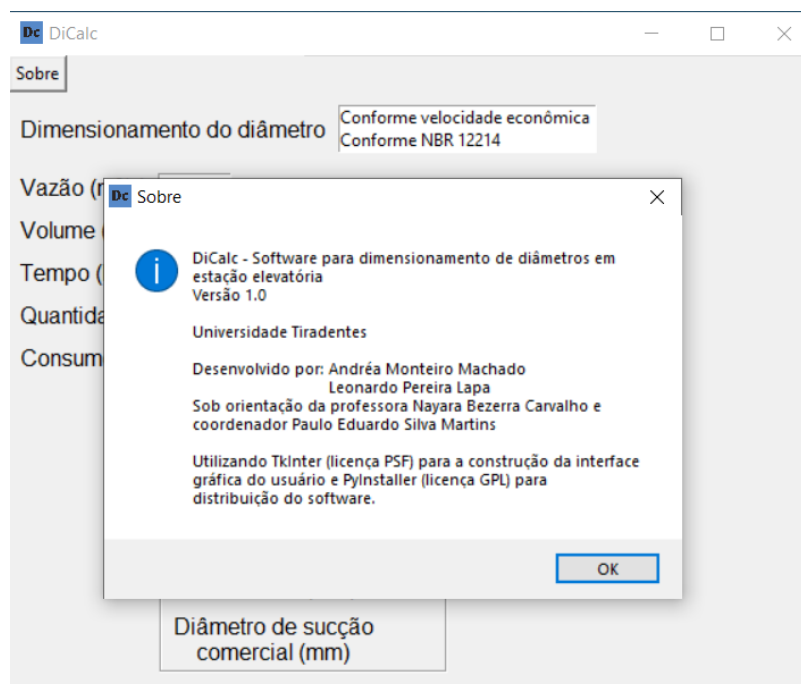 Dc DiCalc
Sobre
Dimensionamento do diâmetro
Conforme velocidade econômica
Conforme NBR 12214
Vazão (
Volume (
Tempo (
Quantida
Consum
Dc Sobre
DiCalc - Software para dimensionamento de diâmetros em
estação elevatória
Versão 1.0
Universidade Tiradentes
Desenvolvido por: Andréa Monteiro Machado
Leonardo Pereira Lapa
Sob orientação da professora Nayara Bezerra Carvalho e
coordenador Paulo Eduardo Silva Martins
Utilizando TkInter (licença PSF) para a construção da interface
gráfica do usuário e PyInstaller (licença GPL) para
distribuição do software.
OK
Diâmetro de sucção
comercial (mm)